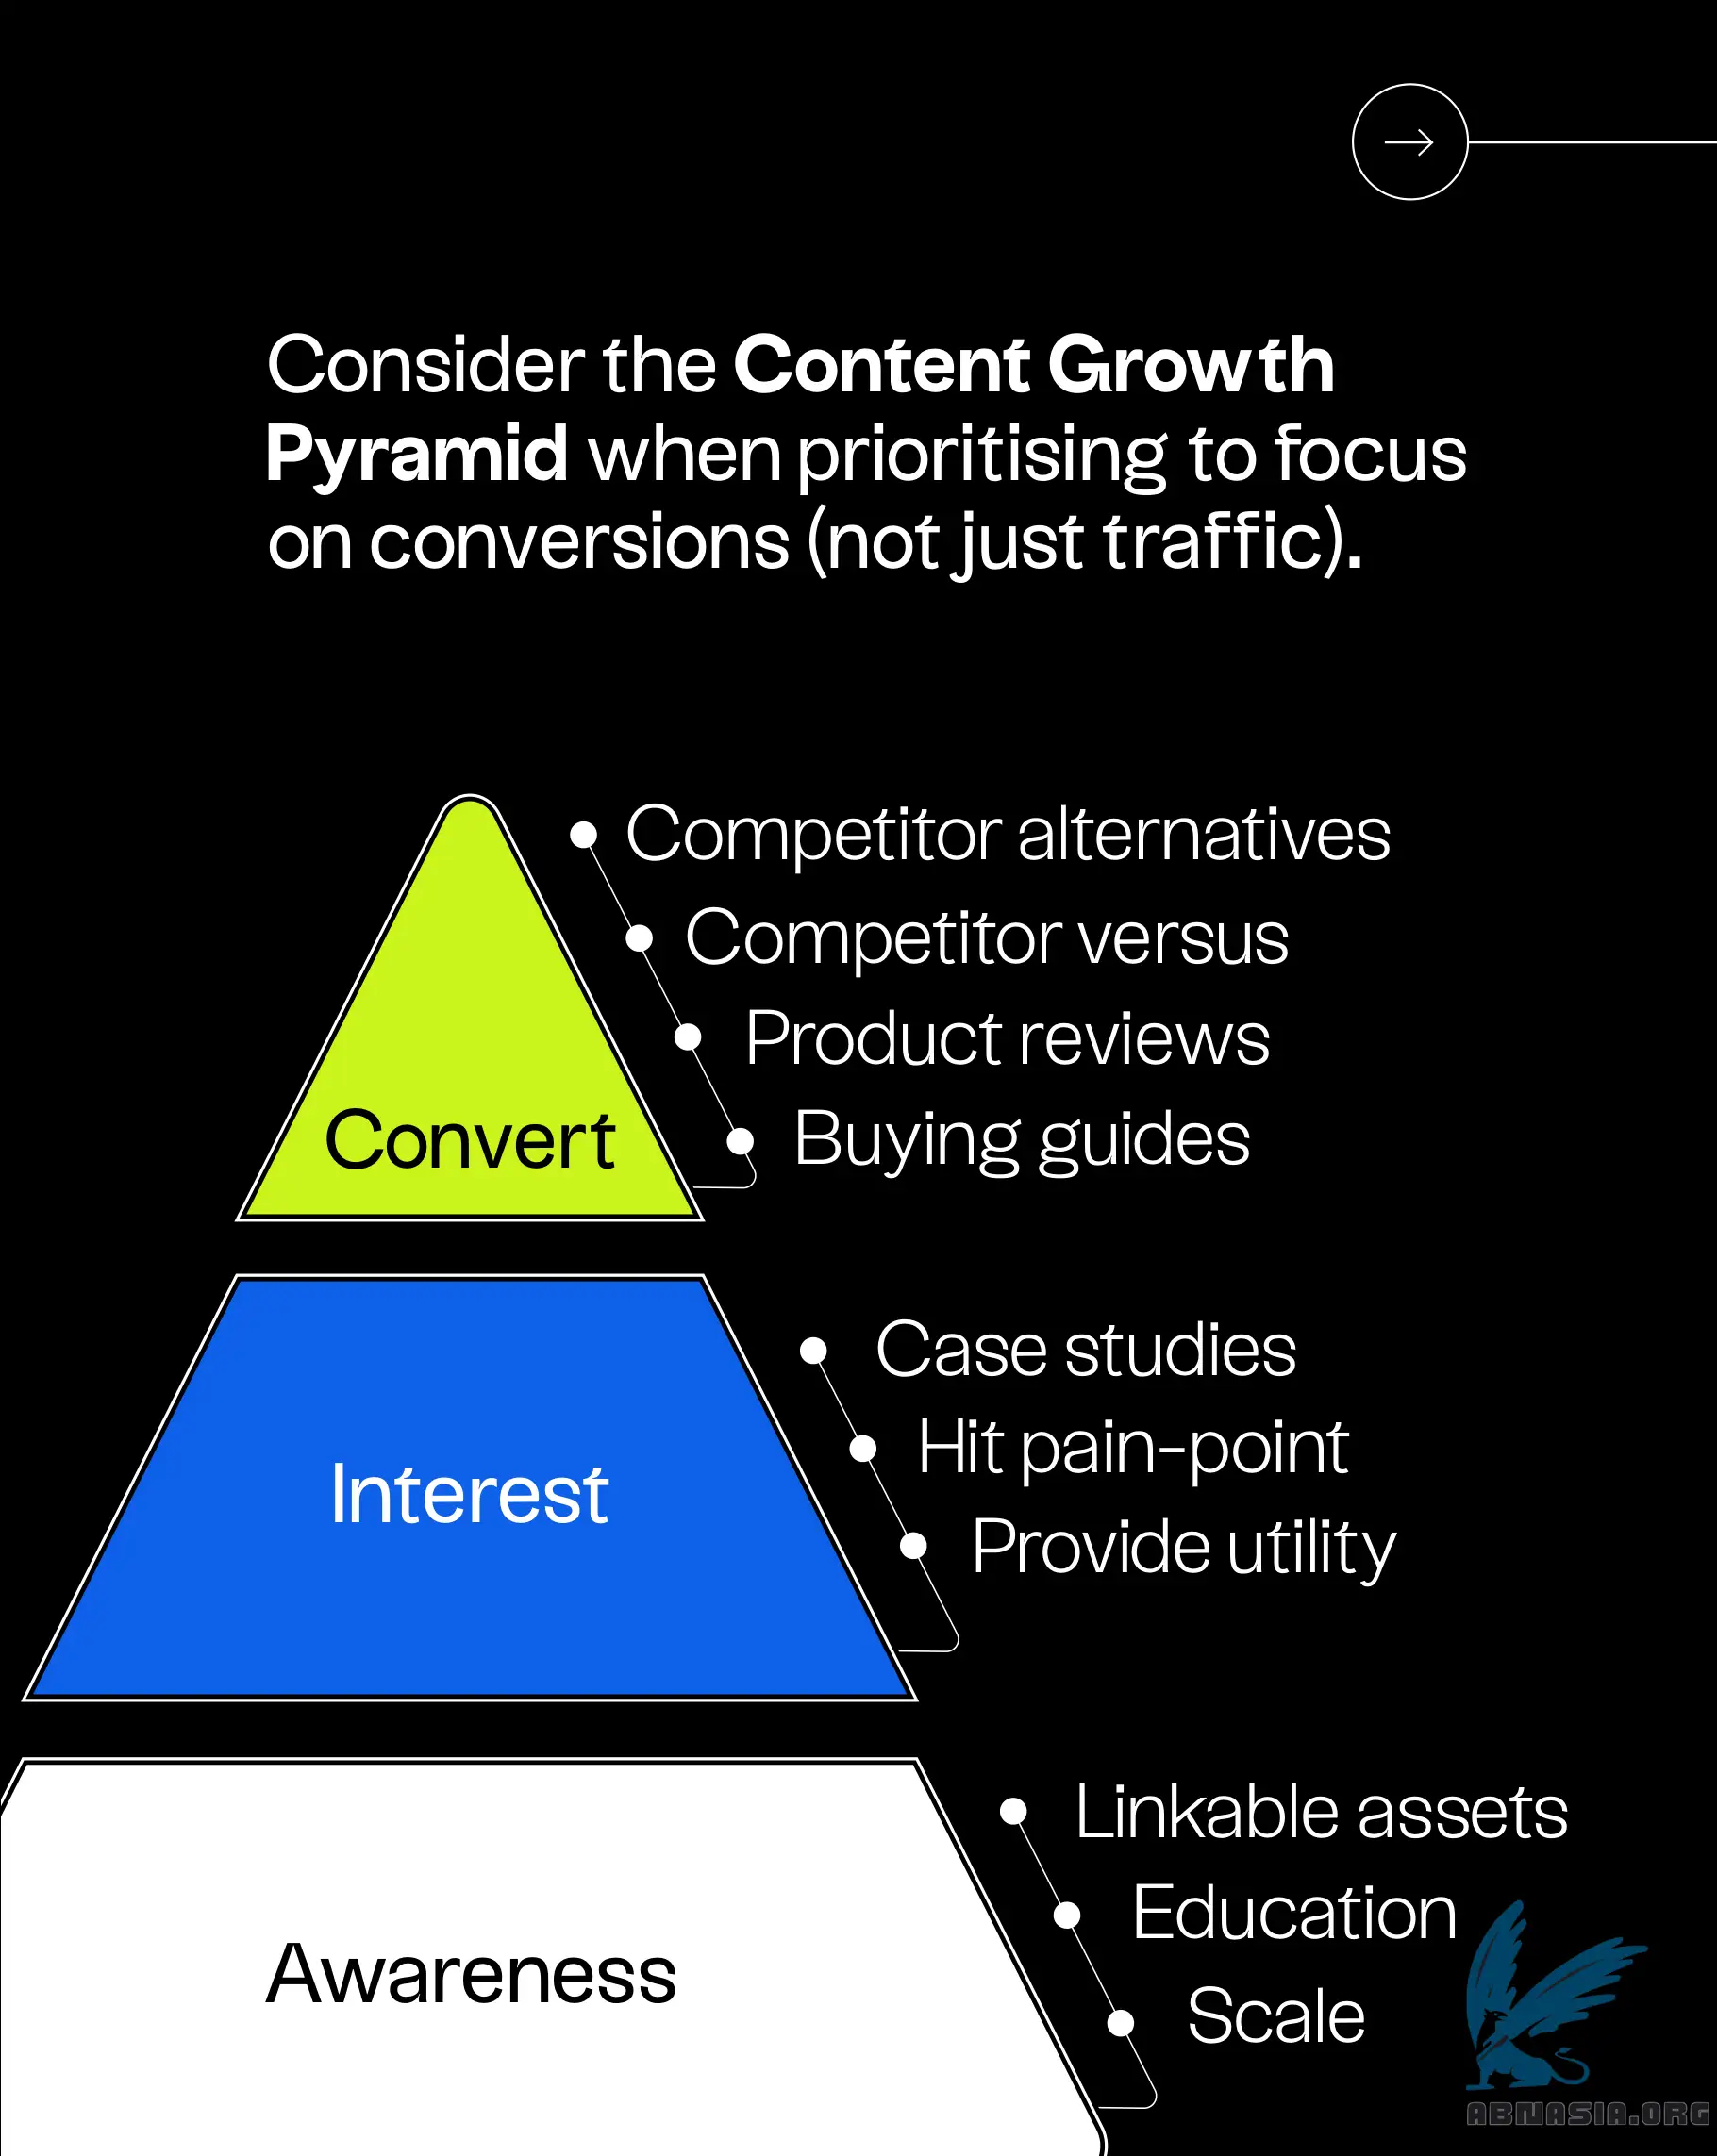 Consider the Content Growth
Pyramid when prioritising to focus
on conversions (not just traffic).
Competitor alternatives
Competitor versus
Product reviews
Buying guides
Convert
Case studies
Hit pain-point
Provide utility
Interest
Linkable assets
Education
Scale
Awareness
ABMASIA.ORG